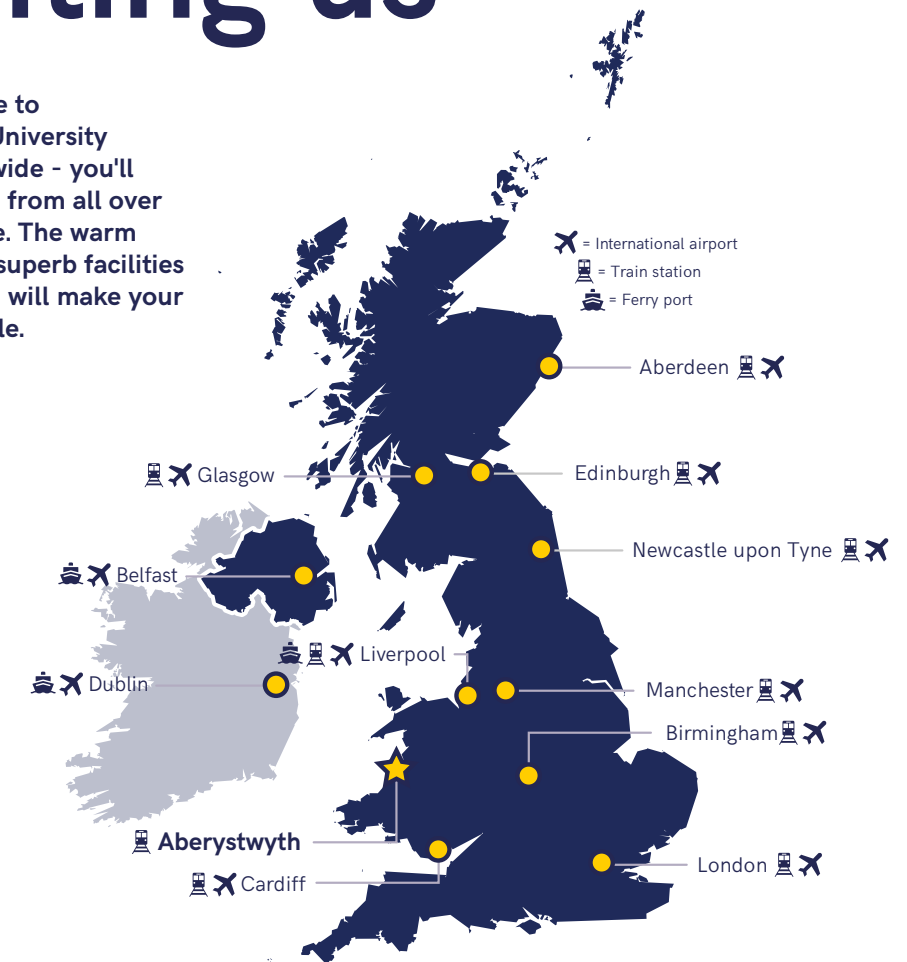 us
e to
University
wide - you'll
from all over
e. The warm
superb facilities
will make your
le.
= International airport
= Train station
= Ferry port
Aberdeen
Glasgow
Edinburgh
Newcastle upon Tyne
Belfast
Liverpool
Dublin
Manchester
Birmingham
Aberystwyth
London
Cardiff